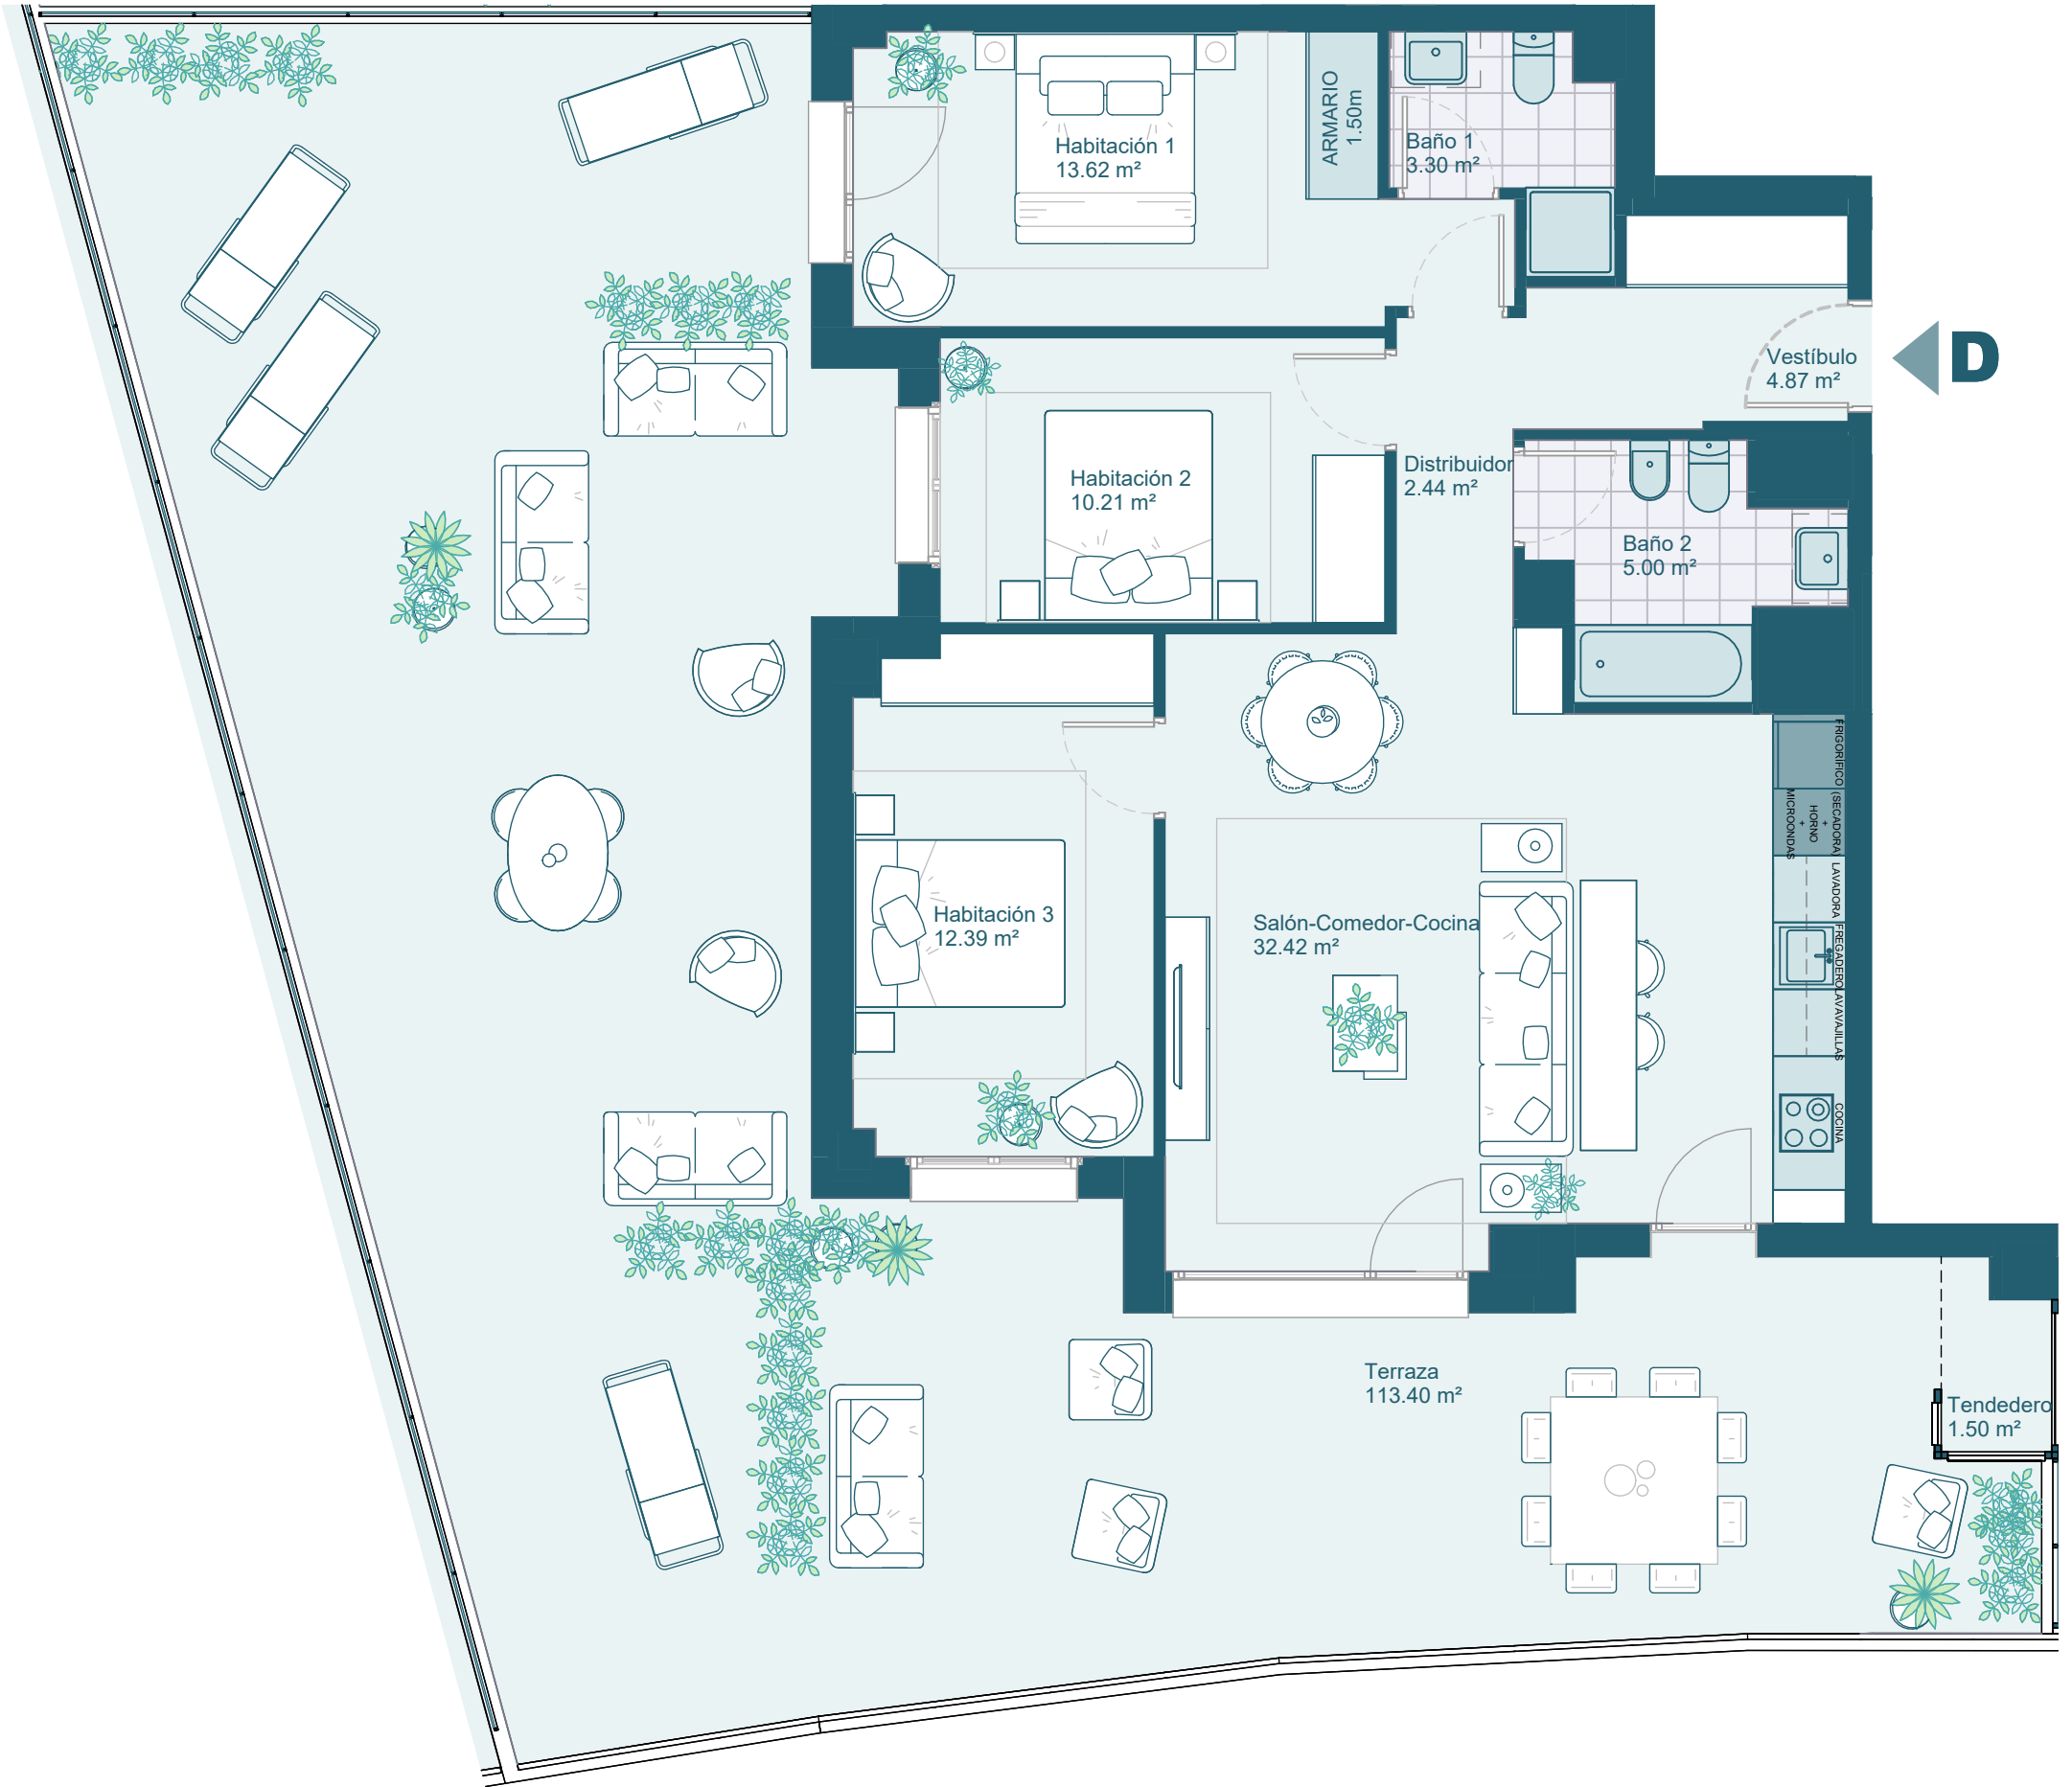 Habitación 1
13.62 m²
ARMARIO
1.50m
Baño 1
3.30 m²
Vestíbulo
4.87 m²
D
Habitación 2
10.21 m²
Distribuidor
2.44 m²
Baño 2
5.00 m²
FRIGORÍFICO
(SECADORA)
+
HORNO
+
MICROONDAS
LAVADORA
FREGADERO
LAVAVAJILLAS
COCINA
Habitación 3
12.39 m²
Salón-Comedor-Cocina
32.42 m²
Terraza
113.40 m²
Tendedero
1.50 m²